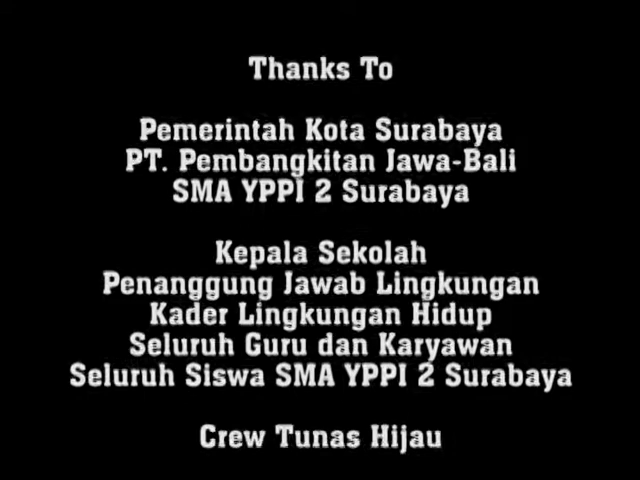 Thanks To
Pemerintah Kota Surabaya
PT. Pembangkitan Jawa-Bali
SMA YPPI 2 Surabaya
Kepala Sekolah
Penanggung Jawab Lingkungan
Kader Lingkungan Hidup
Seluruh Guru dan Karyawan
Seluruh Siswa SMA YPPI 2 Surabaya
Crew Tunas Hijau